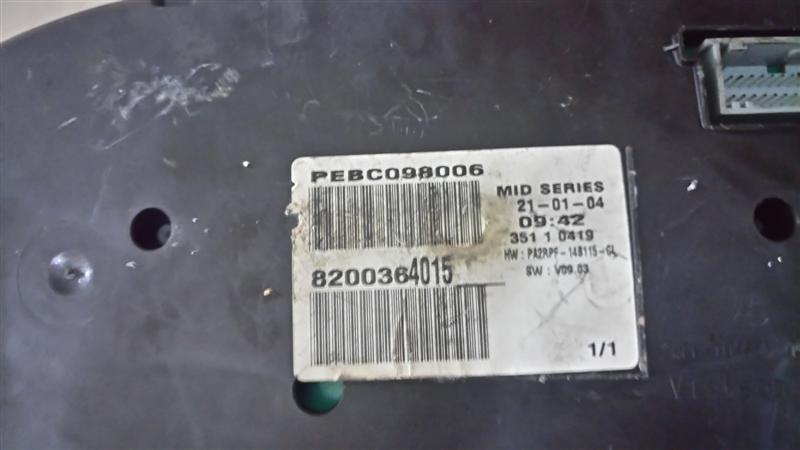 PEBC098006
MID SERIES
21-01-04
09:42
351 1 0419
HW : PA2RPF-14B115-GL
SW : V09.03
8200364015
1/1